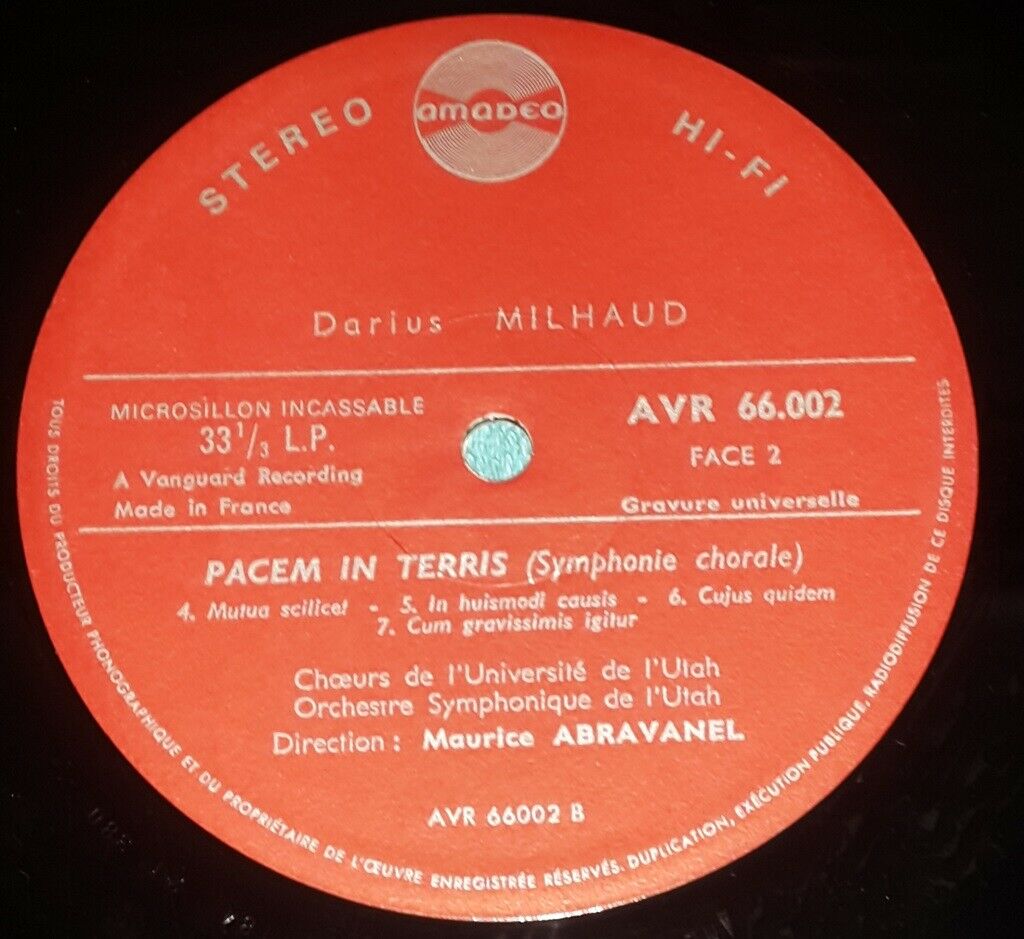 STEREO
amaDeo
HI-FI
Darius MILHAUD
MICROSILLON INCASSABLE
33 1/3 L.P.
A Vanguard Recording
Made in France
AVR 66.002
FACE 2
Gravure universelle
PACEM IN TERRIS (Symphonie chorale)
4. Mutua scilicet - 5. In huismodi causis - 6. Cujus quidem
7. Cum gravissimis igitur
Chœurs de l'Université de l'Utah
Orchestre Symphonique de l'Utah
Direction : Maurice ABRAVANEL
AVR 66002 B
TOUS DROITS DU PRODUCTEUR PHONOGRAPHIQUE ET DU PROPRIÉTAIRE DE L'ŒUVRE ENREGISTRÉE RÉSERVÉS. DUPLICATION, EXÉCUTION PUBLIQUE, RADIODIFFUSION DE CE DISQUE INTERDITES